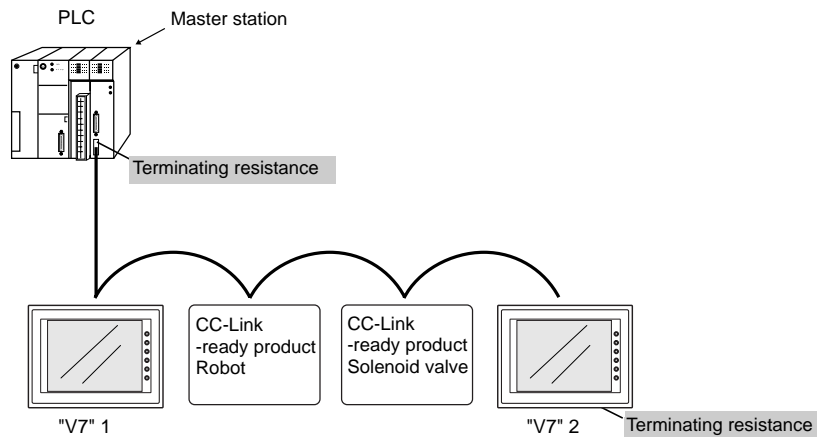 PLC
Master station
Terminating resistance
CC-Link
-ready product
Robot
CC-Link
-ready product
Solenoid valve
"V7" 1
"V7" 2
Terminating resistance